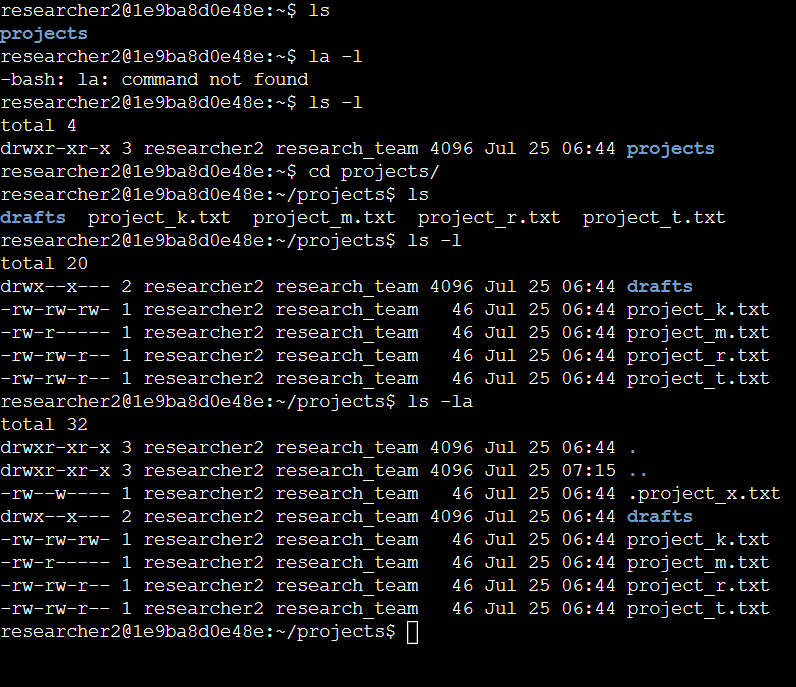 researcher2@1e9ba8d0e48e:~$ ls
projects
researcher2@1e9ba8d0e48e:~$ la -l
-bash: la: command not found
researcher2@1e9ba8d0e48e:~$ ls -l
total 4
drwxr-xr-x 3 researcher2 research_team 4096 Jul 25 06:44 projects
researcher2@1e9ba8d0e48e:~$ cd projects/
researcher2@1e9ba8d0e48e:~/projects$ ls
drafts  project_k.txt  project_m.txt  project_r.txt  project_t.txt
researcher2@1e9ba8d0e48e:~/projects$ ls -l
total 20
drwx--x--- 2 researcher2 research_team 4096 Jul 25 06:44 drafts
-rw-rw-rw- 1 researcher2 research_team   46 Jul 25 06:44 project_k.txt
-rw-r----- 1 researcher2 research_team   46 Jul 25 06:44 project_m.txt
-rw-rw-r-- 1 researcher2 research_team   46 Jul 25 06:44 project_r.txt
-rw-rw-r-- 1 researcher2 research_team   46 Jul 25 06:44 project_t.txt
researcher2@1e9ba8d0e48e:~/projects$ ls -la
total 32
drwxr-xr-x 3 researcher2 research_team 4096 Jul 25 06:44 .
drwxr-xr-x 3 researcher2 research_team 4096 Jul 25 07:15 ..
-rw--w---- 1 researcher2 research_team   46 Jul 25 06:44 .project_x.txt
drwx--x--- 2 researcher2 research_team 4096 Jul 25 06:44 drafts
-rw-rw-rw- 1 researcher2 research_team   46 Jul 25 06:44 project_k.txt
-rw-r----- 1 researcher2 research_team   46 Jul 25 06:44 project_m.txt
-rw-rw-r-- 1 researcher2 research_team   46 Jul 25 06:44 project_r.txt
-rw-rw-r-- 1 researcher2 research_team   46 Jul 25 06:44 project_t.txt
researcher2@1e9ba8d0e48e:~/projects$